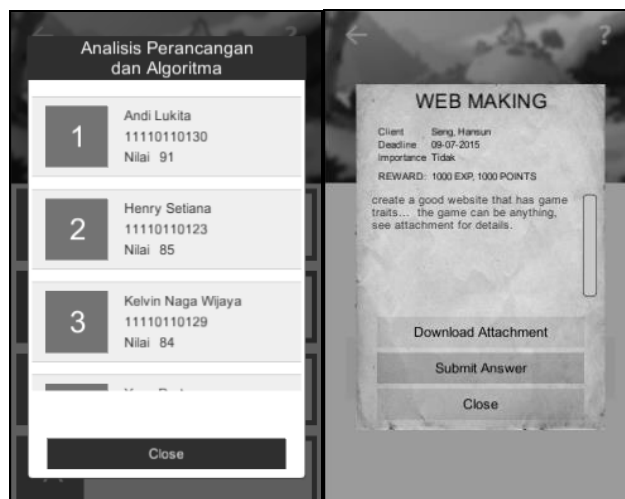 Analisis Perancangan
dan Algoritma
1
Andi Lukita
11110110130
Nilai 91
2
Henry Setiana
11110110123
Nilai 85
3
Kelvin Naga Wijaya
11110110129
Nilai 84
Close
?
WEB MAKING
Client Seng, Hansun
Deadline 09-07-2015
Importance Tidak
REWARD: 1000 EXP, 1000 POINTS
create a good website that has game
traits... the game can be anything,
see attachment for details.
Download Attachment
Submit Answer
Close